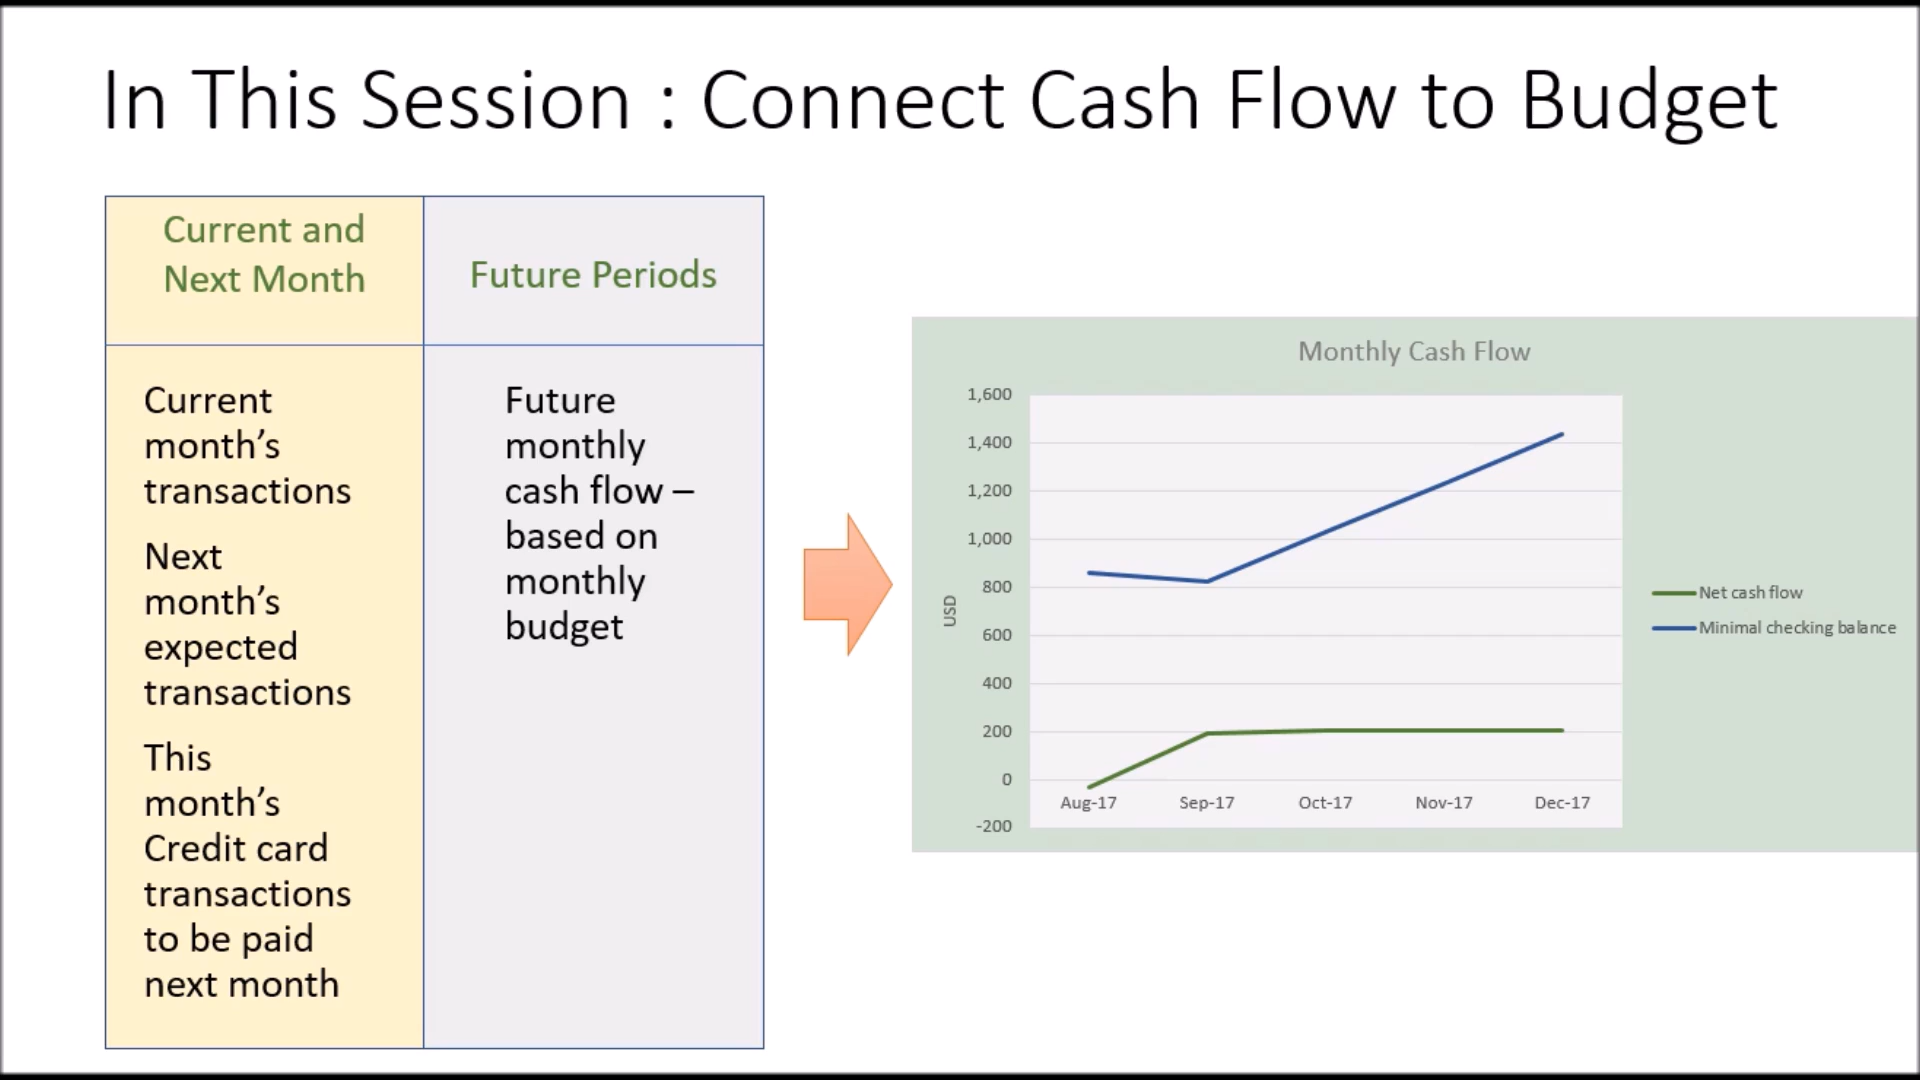 In This Session : Connect Cash Flow to Budget
Current and
Next Month
Future Periods
Current
month’s
transactions
Next
month’s
expected
transactions
This
month’s
Credit card
transactions
to be paid
next month
Future
monthly
cash flow –
based on
monthly
budget
Monthly Cash Flow
1,600
1,400
1,200
1,000
800
600
400
200
0
-200
USD
Aug-17
Sep-17
Oct-17
Nov-17
Dec-17
Net cash flow
Minimal checking balance